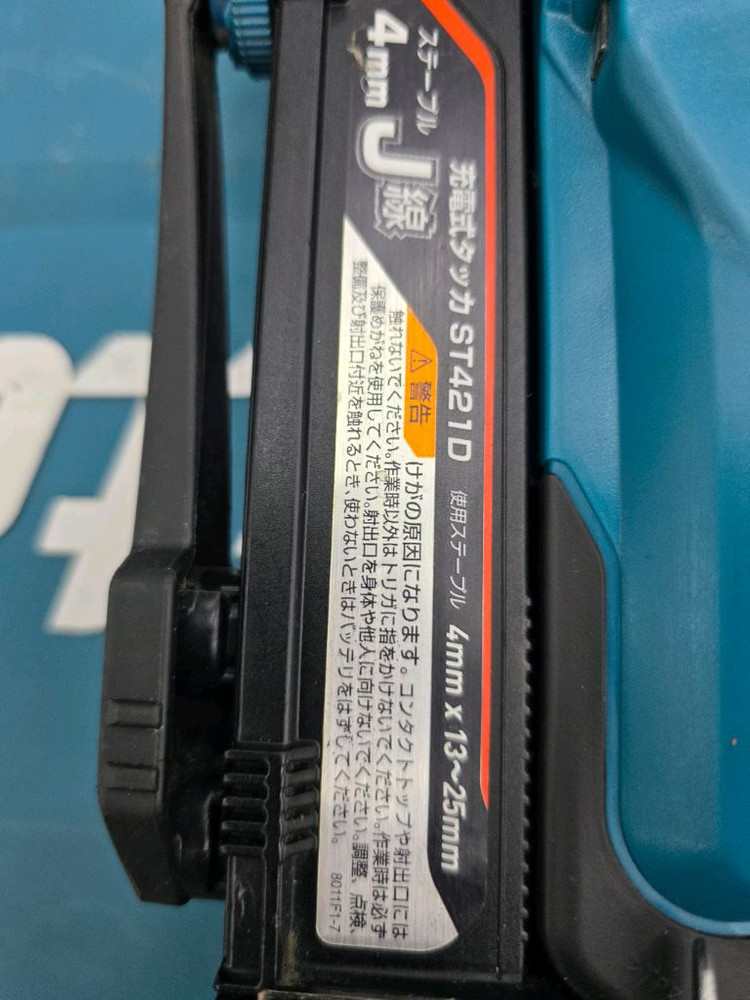 ステープル
4mm J線
充電式タッカ ST421D 使用ステープル 4mm x 13~25mm
⚠ 警告 けがの原因になります。コンタクトトップや射出口には
触れないでください。作業時以外はトリガに指をかけないでください。作業時は必ず
保護めがねを使用してください。射出口を身体や他人に向けないでください。調整、点検、
整備及び射出口付近を触れるとき、使わないときはバッテリをはずしてください。
8011F1-7